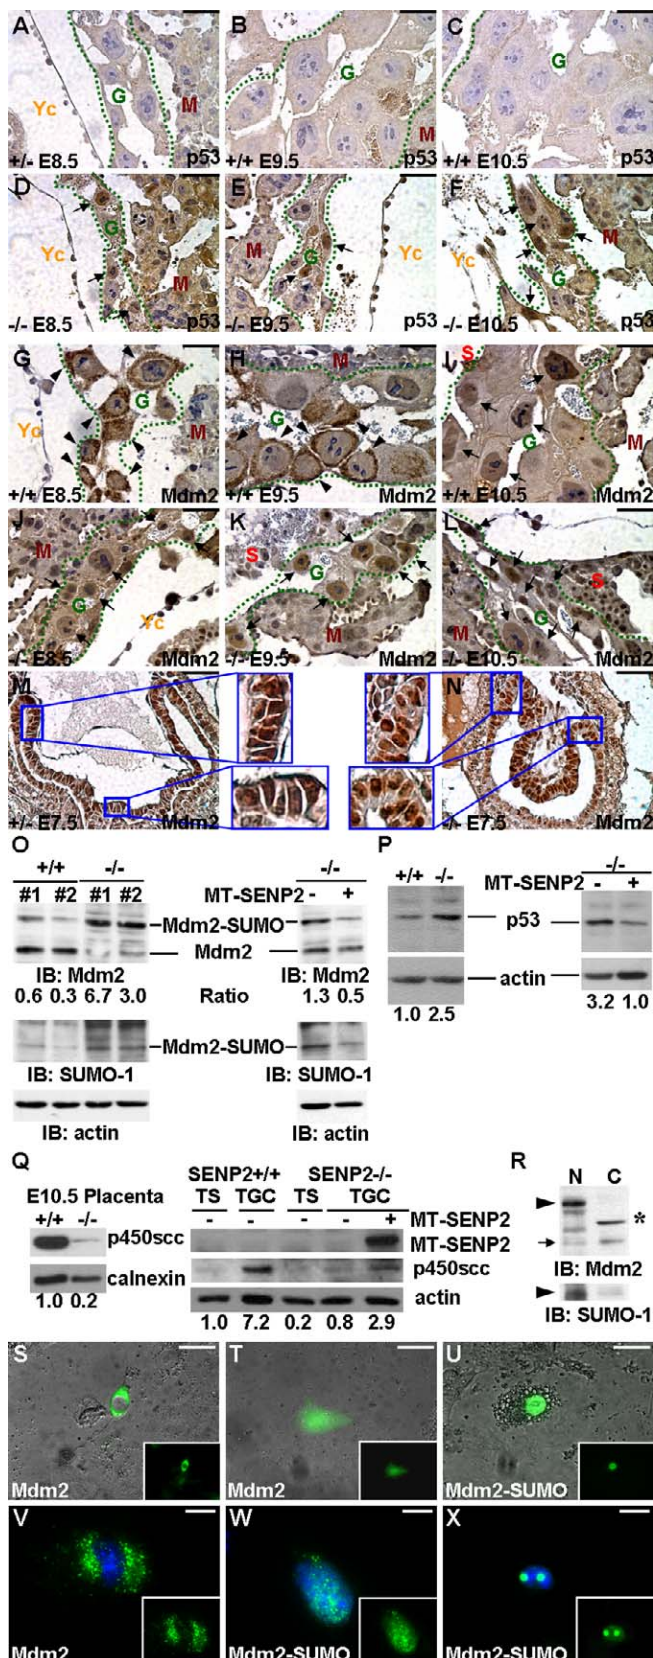 A B C
G G G
Yc M M
+/- E8.5 p53 +/+ E9.5 p53 +/+ E10.5 p53
D E F
G G G
Yc M M Yc Yc M
-/- E8.5 p53 -/- E9.5 p53 -/- E10.5 p53
G H I
M S
Yc G M G G M
+/+ E8.5 Mdm2 +/+ E9.5 Mdm2 +/+ E10.5 Mdm2
J K L
M G Yc S G M S G M
-/- E8.5 Mdm2 -/- E9.5 Mdm2 -/- E10.5 Mdm2
M N
+/- E7.5 Mdm2 -/- E7.5 Mdm2
O P
+/+ -/- -/-
#1 #2 #1 #2 MT-SENP2 - +
Mdm2-SUMO
Mdm2
IB: Mdm2 IB: Mdm2
0.6 0.3 6.7 3.0 Ratio 1.3 0.5
Mdm2-SUMO
IB: SUMO-1 IB: SUMO-1
IB: actin IB: actin
+/+ -/- -/-
MT-SENP2 - +
p53
actin
1.0 2.5 3.2 1.0
Q R
SENP2+/+ SENP2-/-
E10.5 Placenta TS TGC TS TGC
+/+ -/- - - - - + MT-SENP2
p450scc MT-SENP2
p450scc
calnexin actin
1.0 0.2 1.0 7.2 0.2 0.8 2.9
N C
*
IB: Mdm2
IB: SUMO-1
S T U
Mdm2 Mdm2 Mdm2-SUMO
V W X
Mdm2 Mdm2-SUMO Mdm2-SUMO